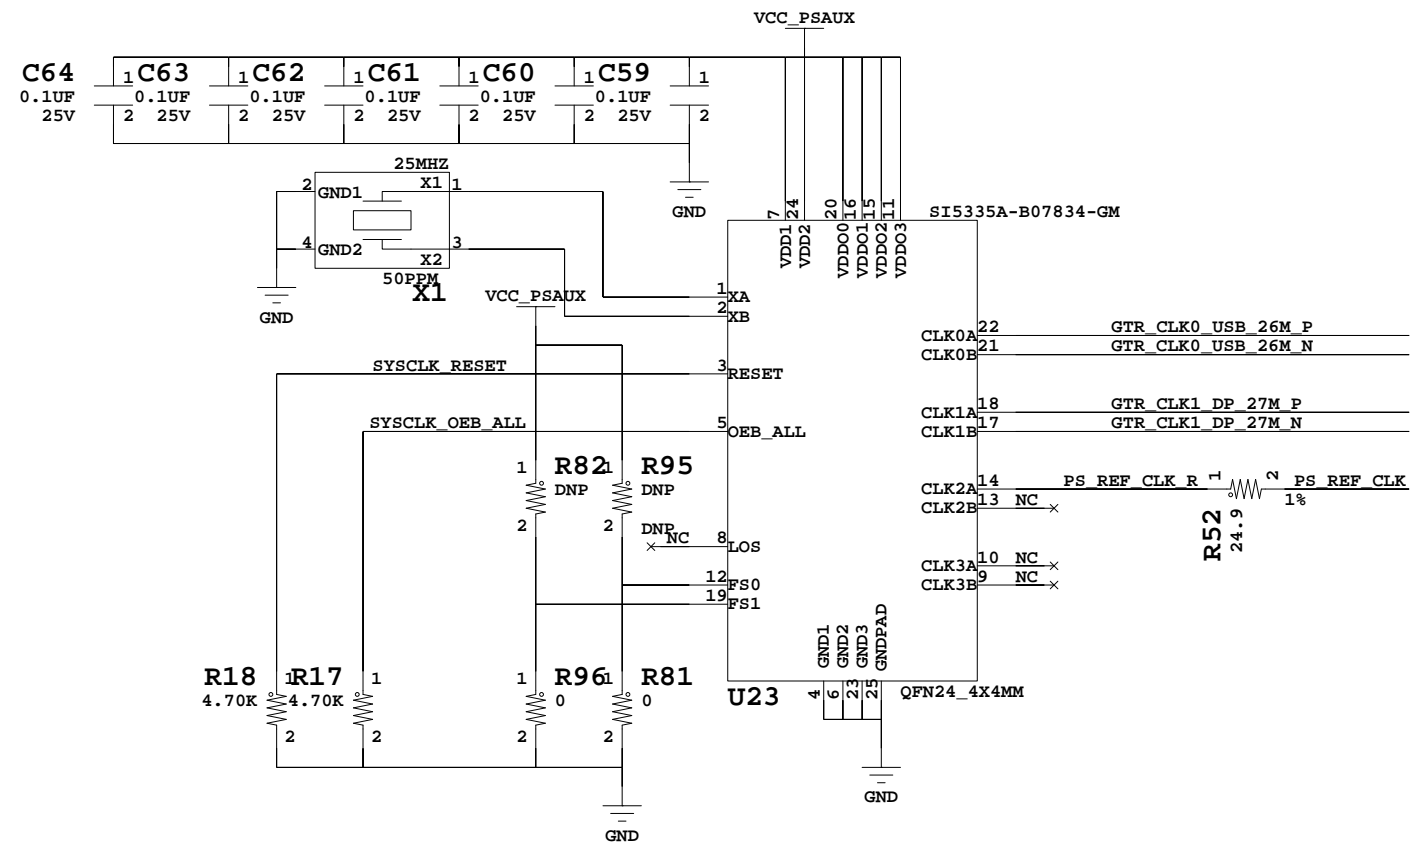 VCC_PSAUX
C64 1 C63 1 C62 1 C61 1 C60 1 C59 1
0.1UF 0.1UF 0.1UF 0.1UF 0.1UF 0.1UF
25V 2 25V 2 25V 2 25V 2 25V 2 25V 2
GND
25MHZ
2 GND1 X1 1
4 GND2 X2 3
50PPM
X1
GND
VCC_PSAUX
7 24 20 16 15 11
VDD1 VDD2 VDDO0 VDDO1 VDDO2 VDDO3
SI5335A-B07834-GM
1 XA
2 XB
CLK0A 22 GTR_CLK0_USB_26M_P
CLK0B 21 GTR_CLK0_USB_26M_N
SYSCLK_RESET 3 RESET
CLK1A 18 GTR_CLK1_DP_27M_P
SYSCLK_OEB_ALL 5 OEB_ALL
CLK1B 17 GTR_CLK1_DP_27M_N
1 R82 1 R95
DNP DNP
2 2
CLK2A 14 PS_REF_CLK_R 1 2 PS_REF_CLK
CLK2B 13 NC
R52
24.9
1%
DNP
NC 8 LOS
CLK3A 10 NC
12 FS0
CLK3B 9 NC
19 FS1
GND1 GND2 GND3 GNDPAD
4 6 23 25
R18 1 R17 1 1 R96 1 R81
4.70K 4.70K 0 0
2 2 2 2
U23
QFN24_4X4MM
GND
GND